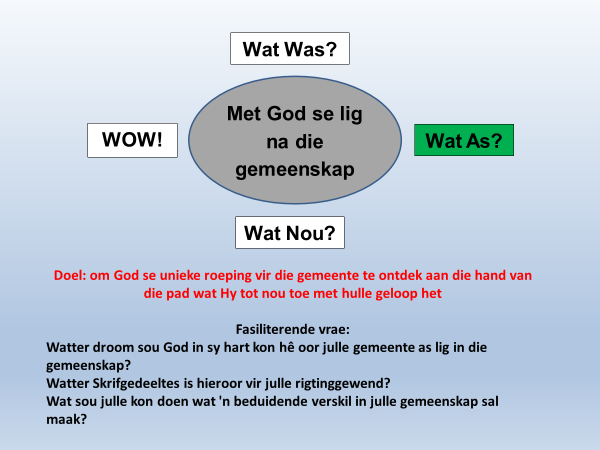 Wat Was?
Met God se lig
na die
gemeenskap
WOW!
Wat As?
Wat Nou?
Doel: om God se unieke roeping vir die gemeente te ontdek aan die hand van
die pad wat Hy tot nou toe met hulle geloop het
Fasiliterende vrae:
Watter droom sou God in sy hart kon hê oor julle gemeente as lig in die
gemeenskap?
Watter Skrifgedeeltes is hieroor vir julle rigtinggewend?
Wat sou julle kon doen wat 'n beduidende verskil in julle gemeenskap sal
maak?